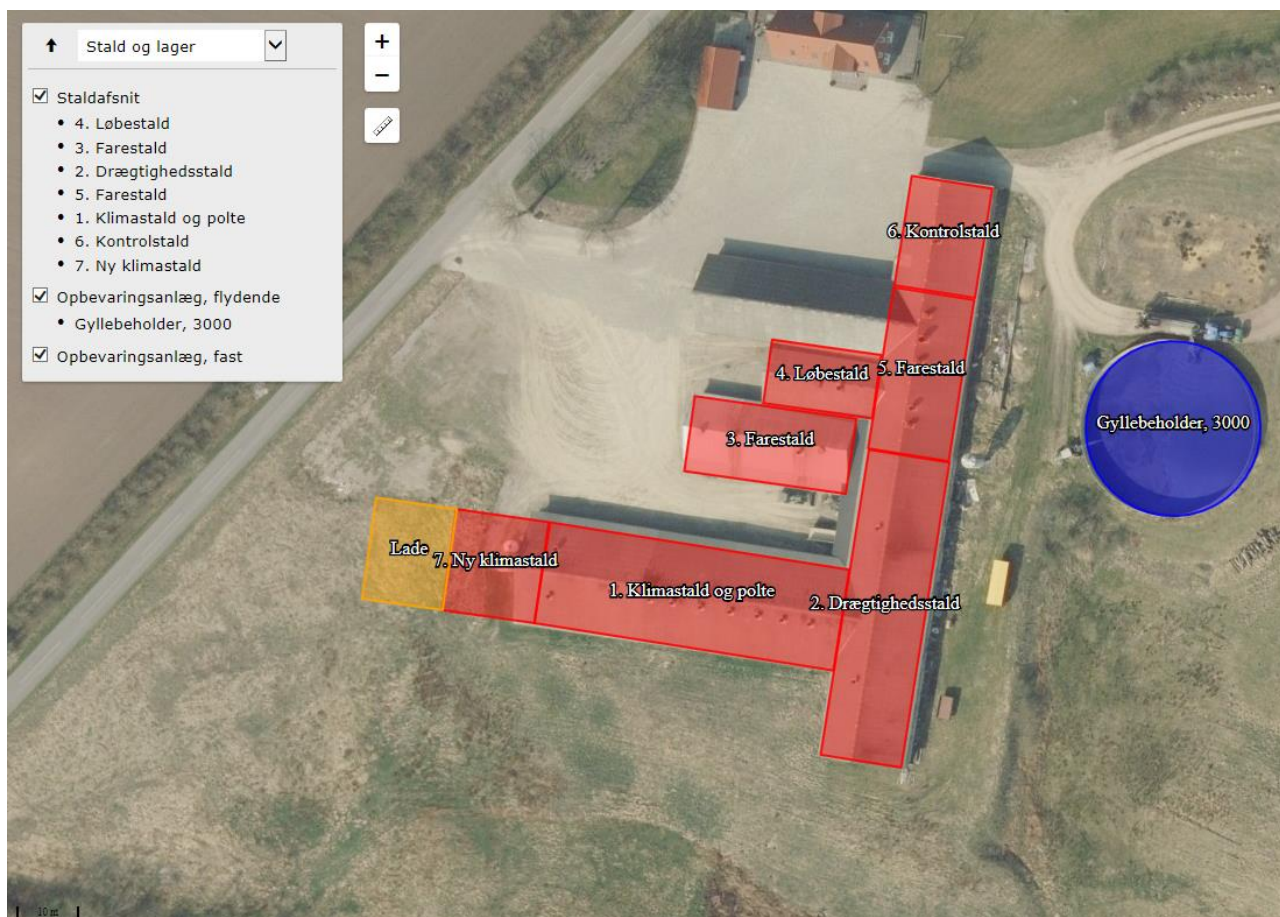 Stald og lager
Staldafsnit
4. Løbestald
3. Farestald
2. Drægtighedsstald
5. Farestald
1. Klimastald og polte
6. Kontrolstald
7. Ny klimastald
Opbevaringsanlæg, flydende
Gyllebeholder, 3000
Opbevaringsanlæg, fast
+
−
6. Kontrolstald
4. Løbestald
5. Farestald
3. Farestald
Gyllebeholder, 3000
Lade
7. Ny klimastald
1. Klimastald og polte
2. Drægtighedsstald
10 m